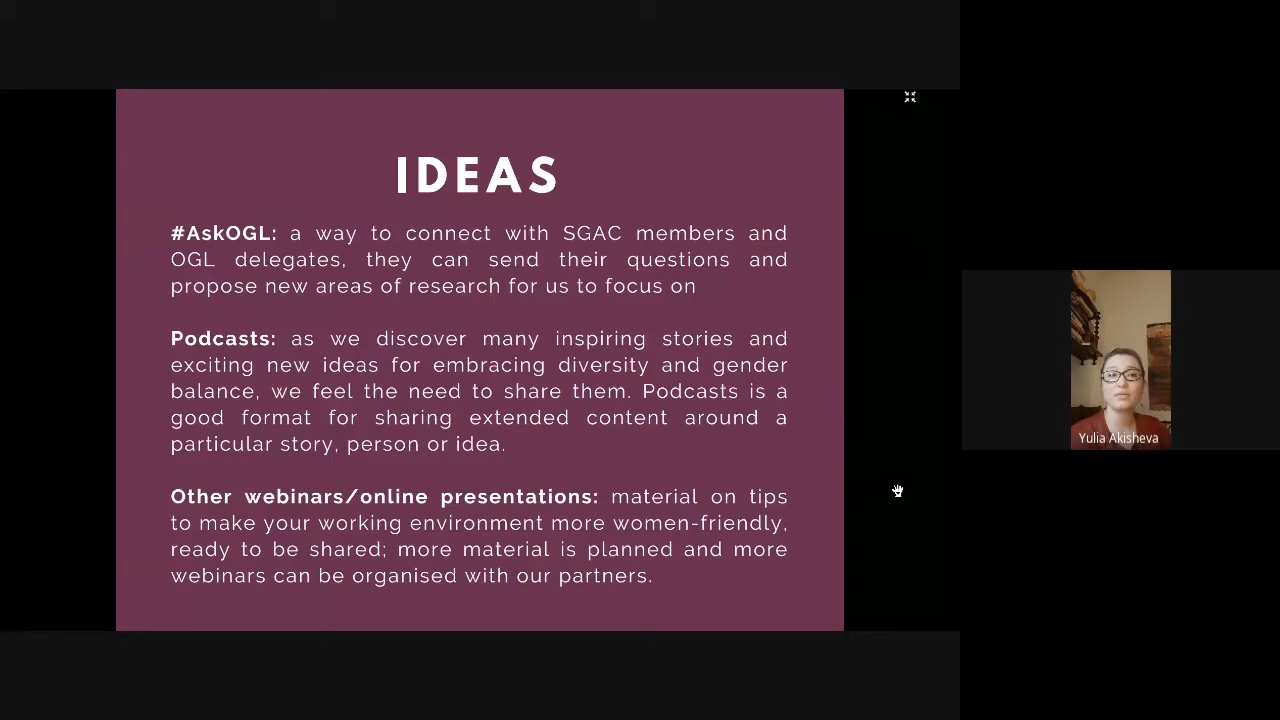 IDEAS
#AskOGL: a way to connect with SGAC members and
OGL delegates, they can send their questions and
propose new areas of research for us to focus on
Podcasts: as we discover many inspiring stories and
exciting new ideas for embracing diversity and gender
balance, we feel the need to share them. Podcasts is a
good format for sharing extended content around a
particular story, person or idea.
Other webinars/online presentations: material on tips
to make your working environment more women-friendly,
ready to be shared; more material is planned and more
webinars can be organised with our partners.
Yulia Akisheva